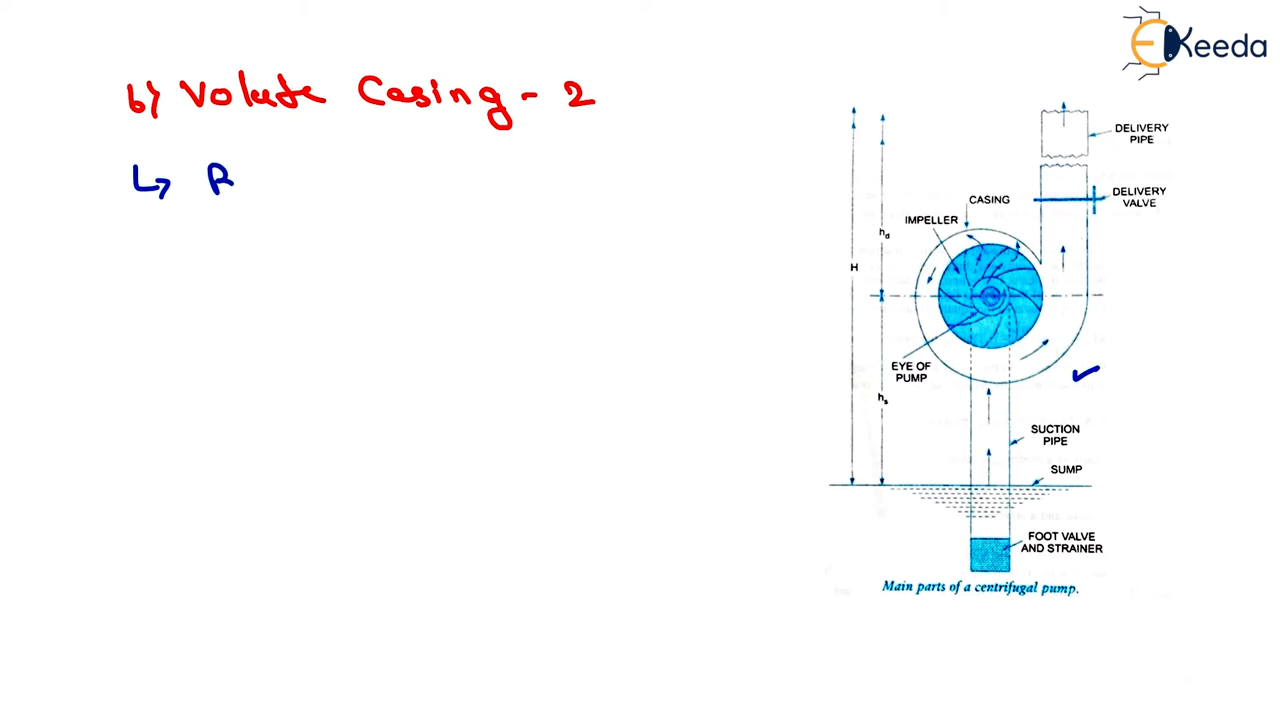 EKeeda
b) Volute Casing - 2
↳ R
DELIVERY
PIPE
DELIVERY
VALVE
CASING
IMPELLER
hd
H
EYE OF
PUMP
hs
SUCTION
PIPE
SUMP
FOOT VALVE
AND STRAINER
Main parts of a centrifugal pump.